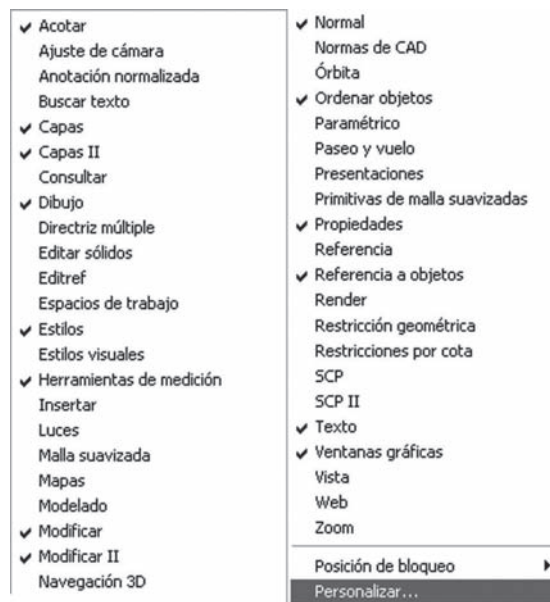 Acotar
Ajuste de cámara
Anotación normalizada
Buscar texto
Capas
Capas II
Consultar
Dibujo
Directriz múltiple
Editar sólidos
Editref
Espacios de trabajo
Estilos
Estilos visuales
Herramientas de medición
Insertar
Luces
Malla suavizada
Mapas
Modelado
Modificar
Modificar II
Navegación 3D
Normal
Normas de CAD
Órbita
Ordenar objetos
Paramétrico
Paseo y vuelo
Presentaciones
Primitivas de malla suavizadas
Propiedades
Referencia
Referencia a objetos
Render
Restricción geométrica
Restricciones por cota
SCP
SCP II
Texto
Ventanas gráficas
Vista
Web
Zoom
Posición de bloqueo
Personalizar...